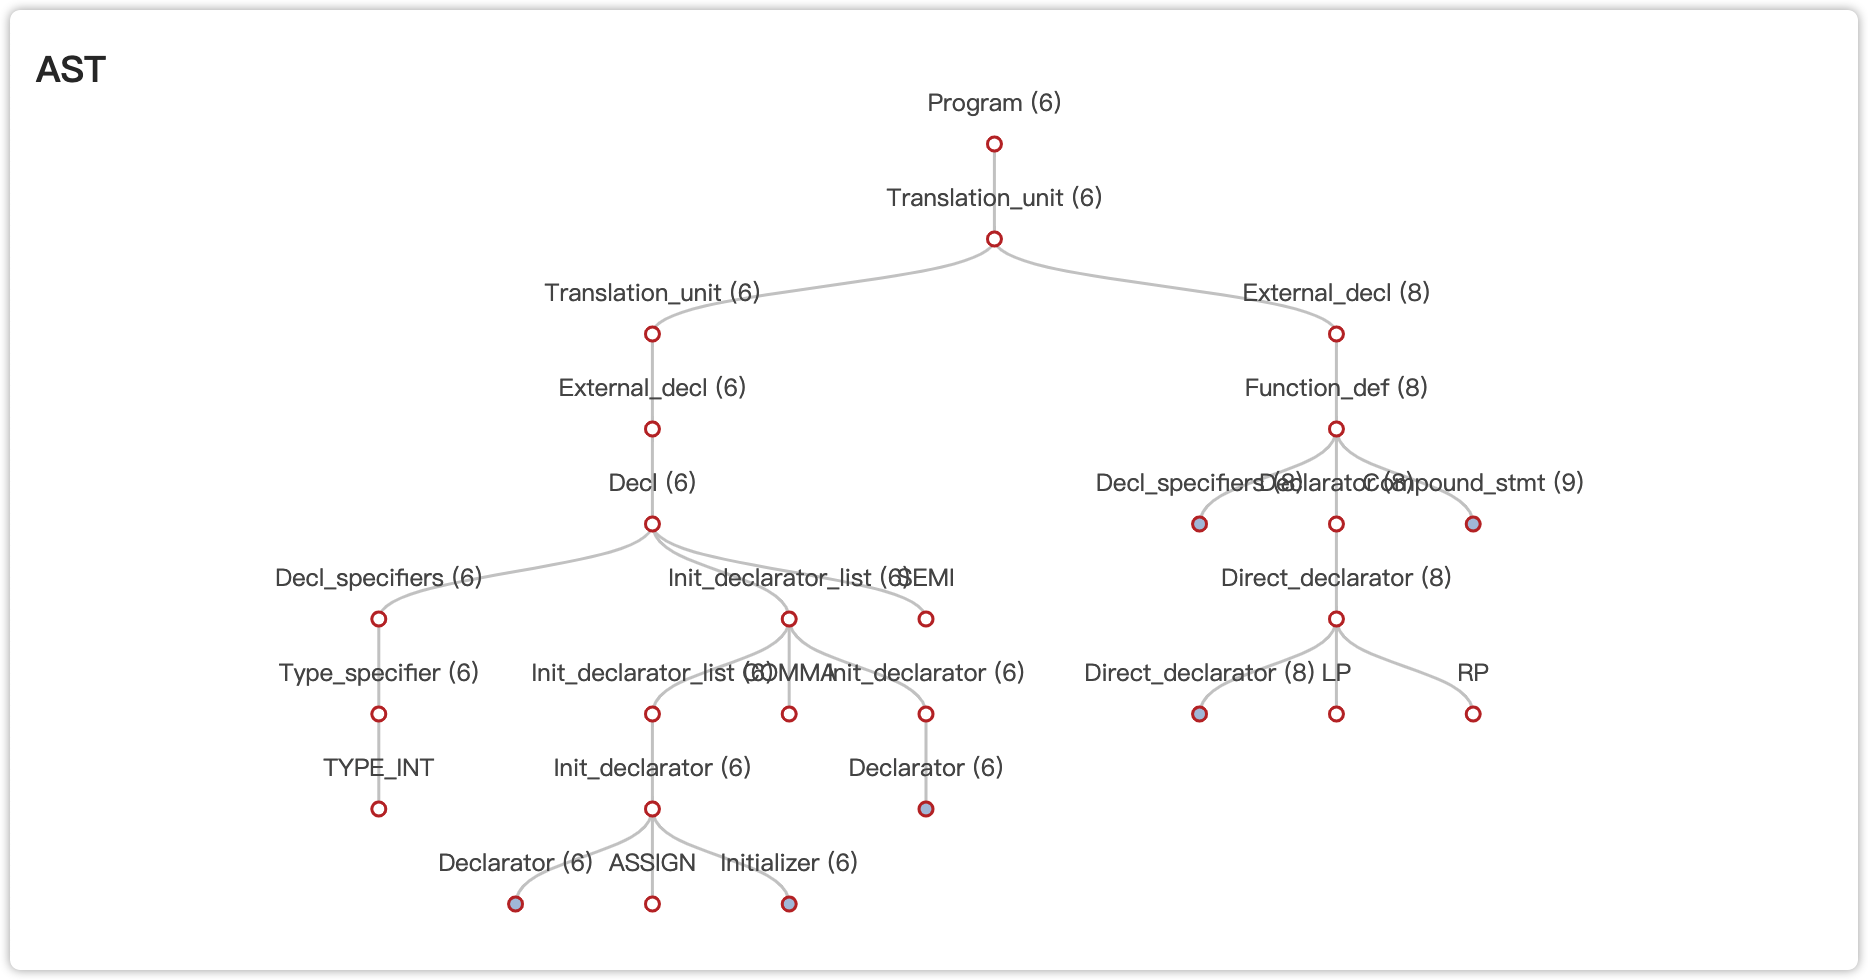 AST
Program (6)
Translation_unit (6)
Translation_unit (6)
External_decl (8)
External_decl (6)
Function_def (8)
Decl (6)
Decl_specifiers (8)
Declarator (8)
Compound_stmt (9)
Decl_specifiers (6)
Init_declarator_list (6)
SEMI
Direct_declarator (8)
Type_specifier (6)
Init_declarator_list (6)
COMMA
Init_declarator (6)
Direct_declarator (8)
LP
RP
TYPE_INT
Init_declarator (6)
Declarator (6)
Declarator (6)
ASSIGN
Initializer (6)